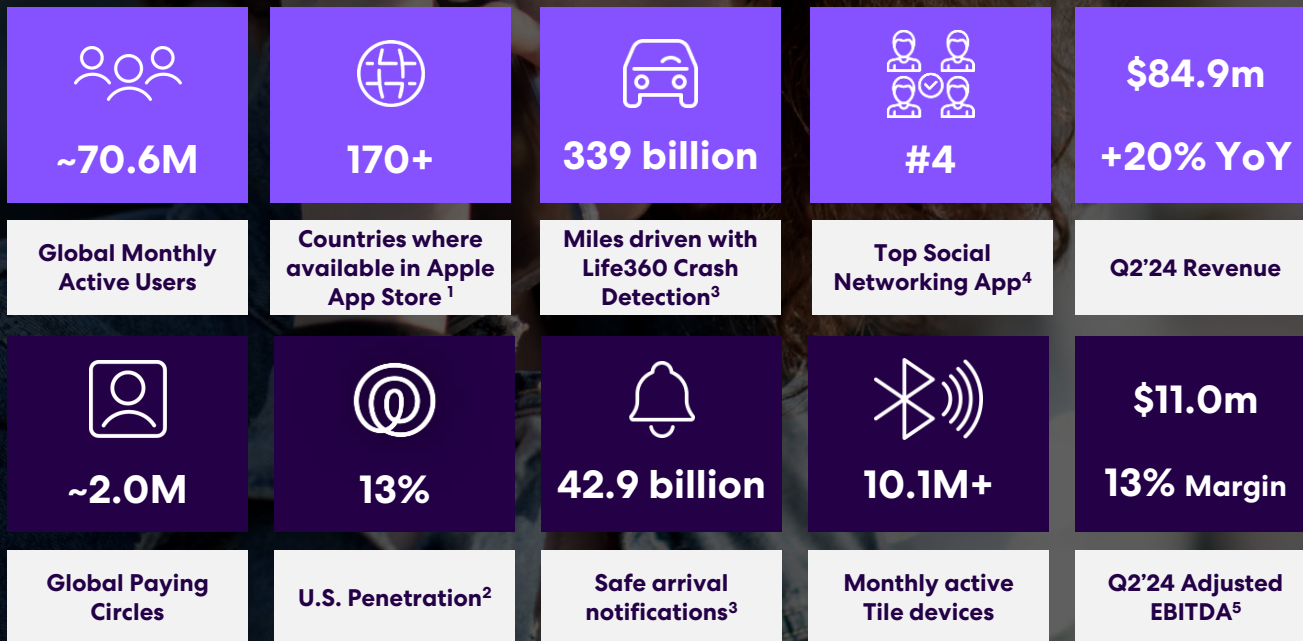 ~70.6M
Global Monthly
Active Users
170+
Countries where
available in Apple
App Store ¹
339 billion
Miles driven with
Life360 Crash
Detection³
#4
Top Social
Networking App⁴
$84.9m
+20% YoY
Q2’24 Revenue
~2.0M
Global Paying
Circles
13%
U.S. Penetration²
42.9 billion
Safe arrival
notifications³
10.1M+
Monthly active
Tile devices
$11.0m
13% Margin
Q2’24 Adjusted
EBITDA⁵